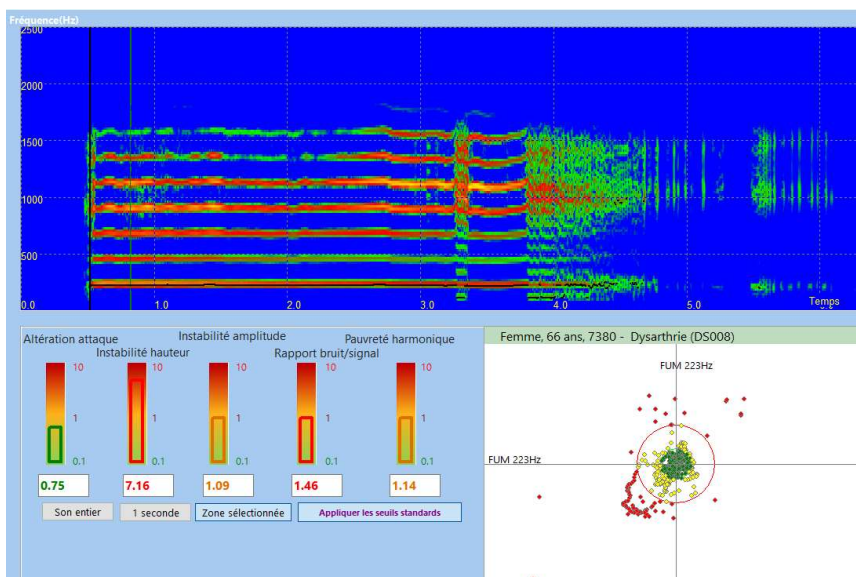 Fréquence(Hz)
2500
2000
1500
1000
500
0.0
1.0
2.0
3.0
4.0
5.0
Temps
Altération attaque
Instabilité amplitude
Pauvreté harmonique
Instabilité hauteur
Rapport bruit/signal
10
10
10
10
10
1
1
1
1
1
0.1
0.1
0.1
0.1
0.1
0.75
7.16
1.09
1.46
1.14
Son entier
1 seconde
Zone sélectionnée
Appliquer les seuils standards
Femme, 66 ans, 7380 - Dysarthrie (DS008)
FUM 223Hz
FUM 223Hz